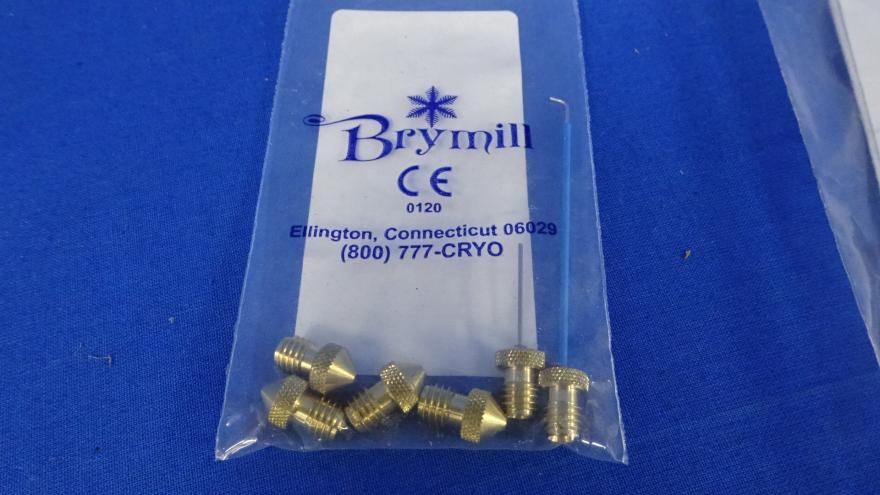 Brymill
CE
0120
Ellington, Connecticut 06029
(800) 777-CRYO